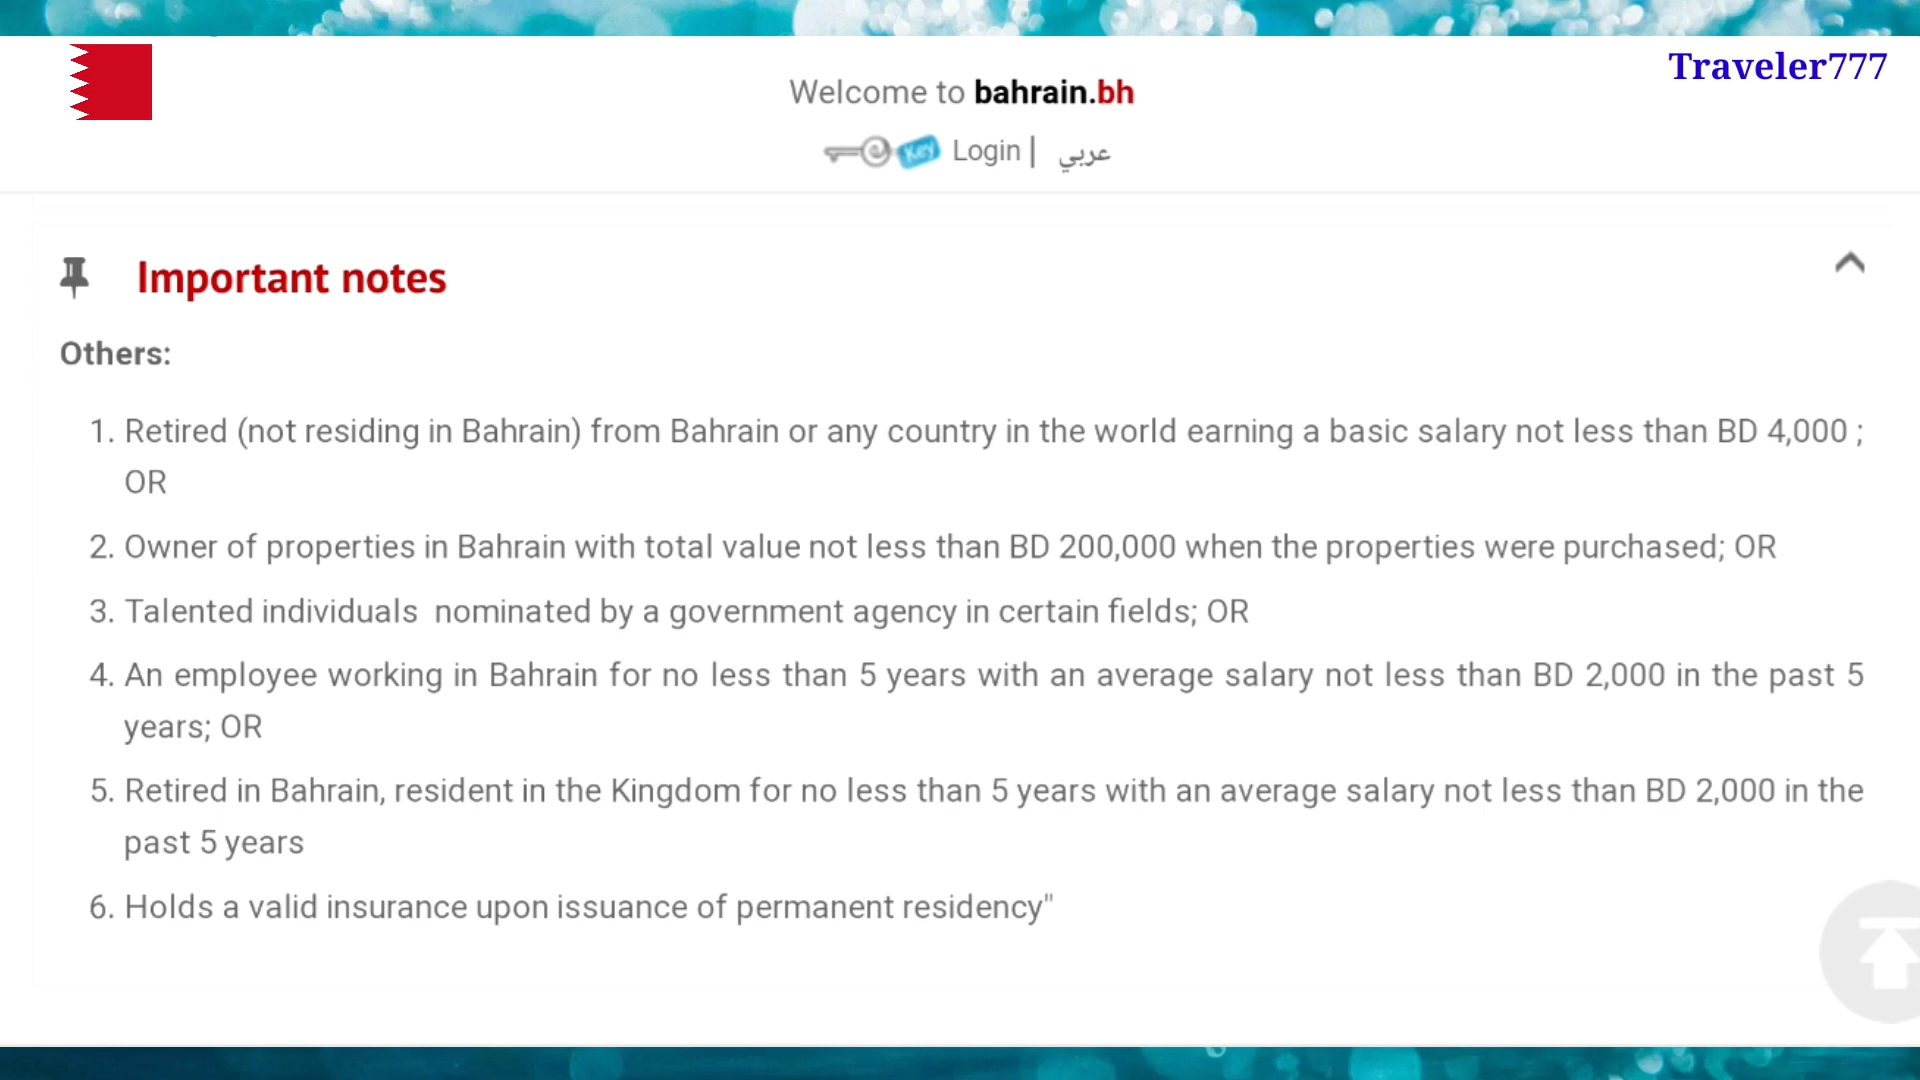 Traveler777
Welcome to bahrain.bh
Key Login | عربي
Important notes
Others:
1. Retired (not residing in Bahrain) from Bahrain or any country in the world earning a basic salary not less than BD 4,000 ;
OR
2. Owner of properties in Bahrain with total value not less than BD 200,000 when the properties were purchased; OR
3. Talented individuals  nominated by a government agency in certain fields; OR
4. An employee working in Bahrain for no less than 5 years with an average salary not less than BD 2,000 in the past 5
years; OR
5. Retired in Bahrain, resident in the Kingdom for no less than 5 years with an average salary not less than BD 2,000 in the
past 5 years
6. Holds a valid insurance upon issuance of permanent residency"